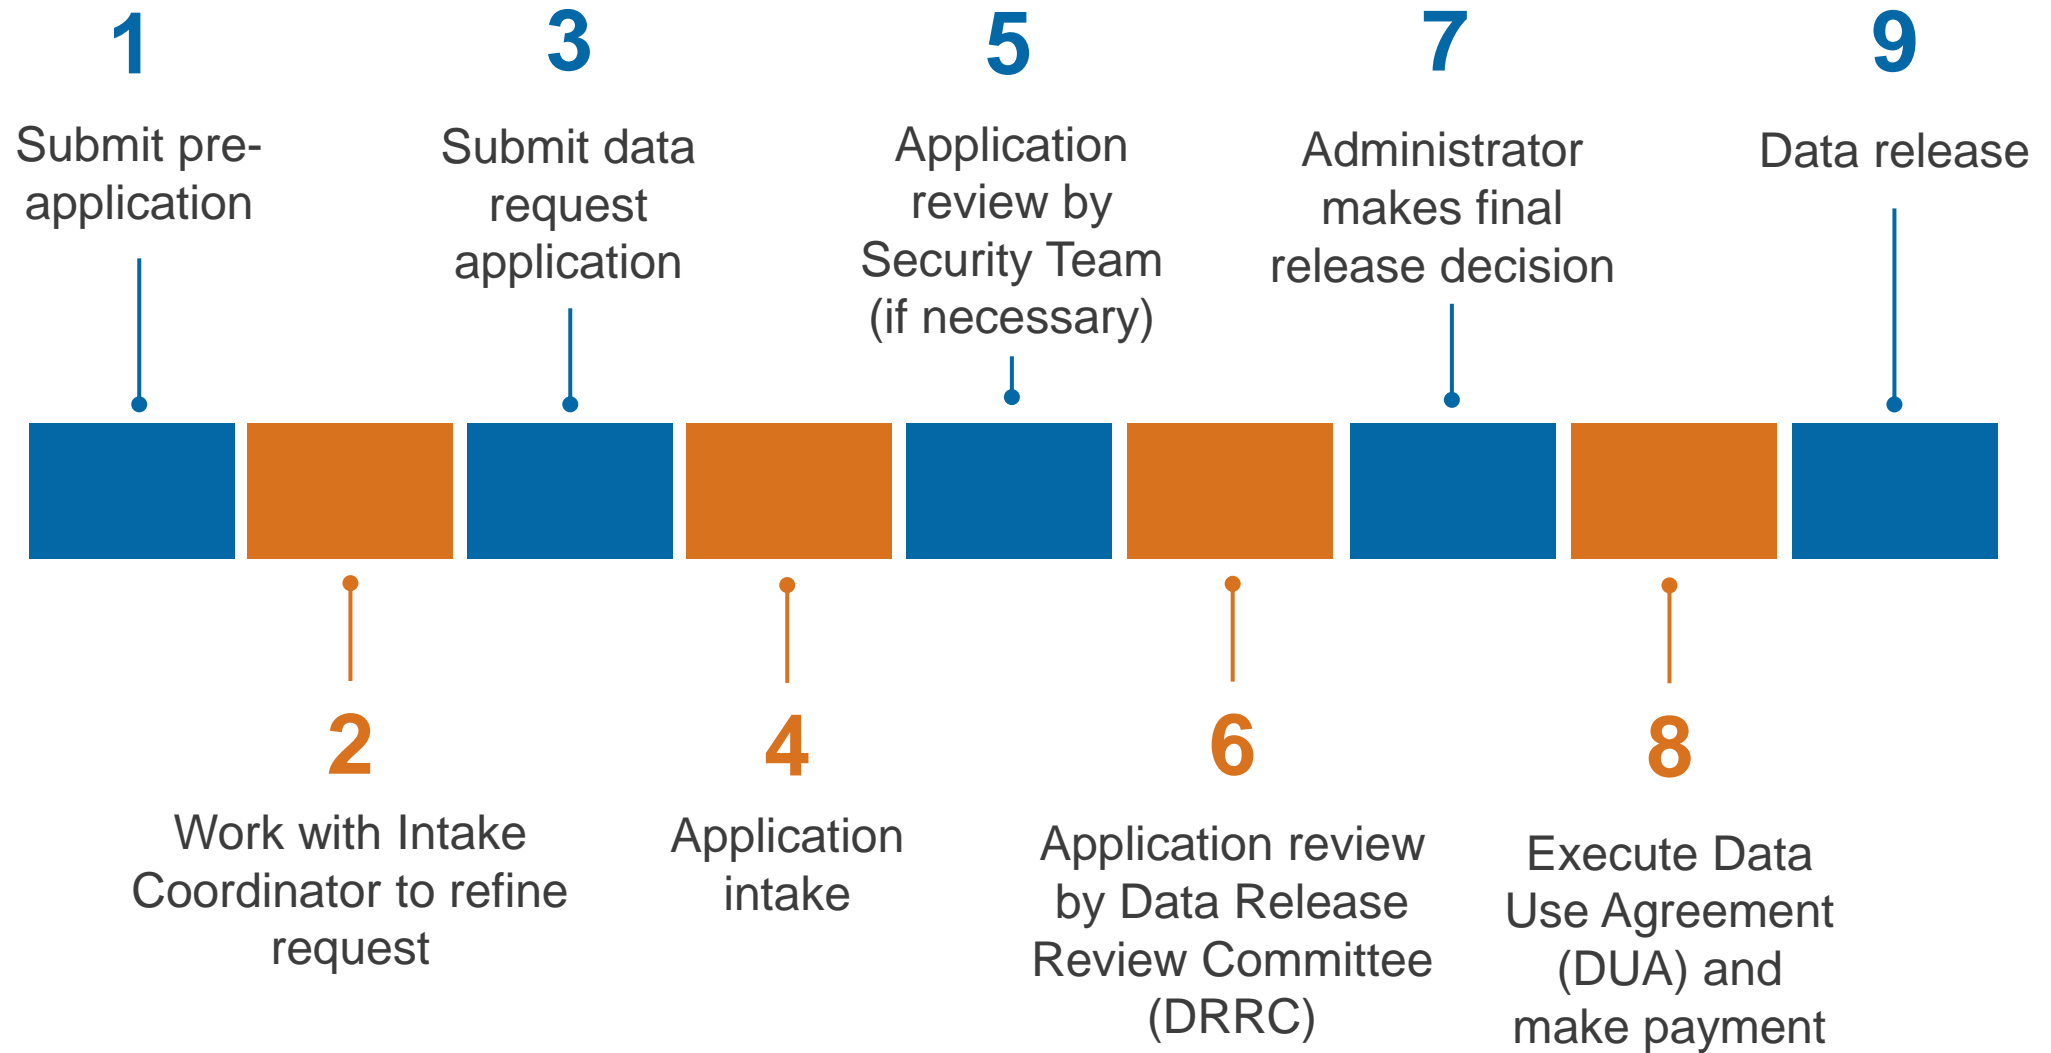 1
Submit pre-
application
3
Submit data
request
application
5
Application
review by
Security Team
(if necessary)
7
Administrator
makes final
release decision
9
Data release
2
Work with Intake
Coordinator to refine
request
4
Application
intake
6
Application review
by Data Release
Review Committee
(DRRC)
8
Execute Data
Use Agreement
(DUA) and
make payment